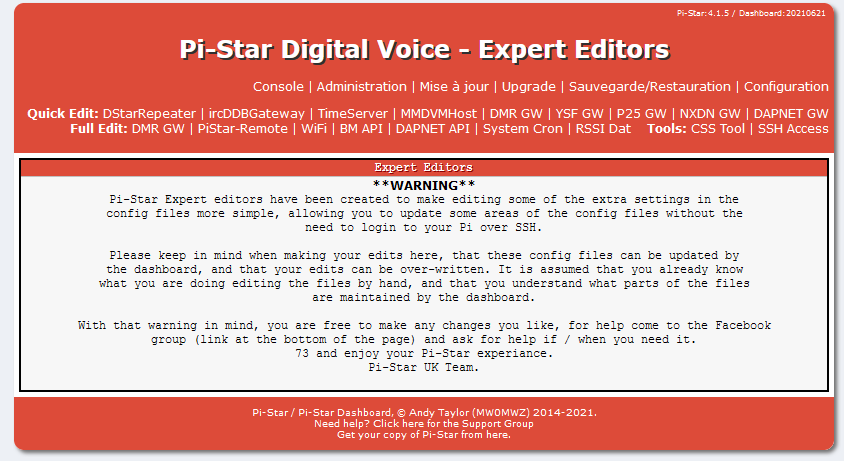 Pi-Star:4.1.5 / Dashboard:20210621
Pi-Star Digital Voice - Expert Editors
Console | Administration | Mise à jour | Upgrade | Sauvegarde/Restauration | Configuration
Quick Edit: DStarRepeater | ircDDBGateway | TimeServer | MMDVMHost | DMR GW | YSF GW | P25 GW | NXDN GW | DAPNET GW
Full Edit: DMR GW | PiStar-Remote | WiFi | BM API | DAPNET API | System Cron | RSSI Dat Tools: CSS Tool | SSH Access
Expert Editors
**WARNING**
Pi-Star Expert editors have been created to make editing some of the extra settings in the
config files more simple, allowing you to update some areas of the config files without the
need to login to your Pi over SSH.
Please keep in mind when making your edits here, that these config files can be updated by
the dashboard, and that your edits can be over-written. It is assumed that you already know
what you are doing editing the files by hand, and that you understand what parts of the files
are maintained by the dashboard.
With that warning in mind, you are free to make any changes you like, for help come to the Facebook
group (link at the bottom of the page) and ask for help if / when you need it.
73 and enjoy your Pi-Star experiance.
Pi-Star UK Team.
Pi-Star / Pi-Star Dashboard, © Andy Taylor (MW0MWZ) 2014-2021.
Need help? Click here for the Support Group
Get your copy of Pi-Star from here.